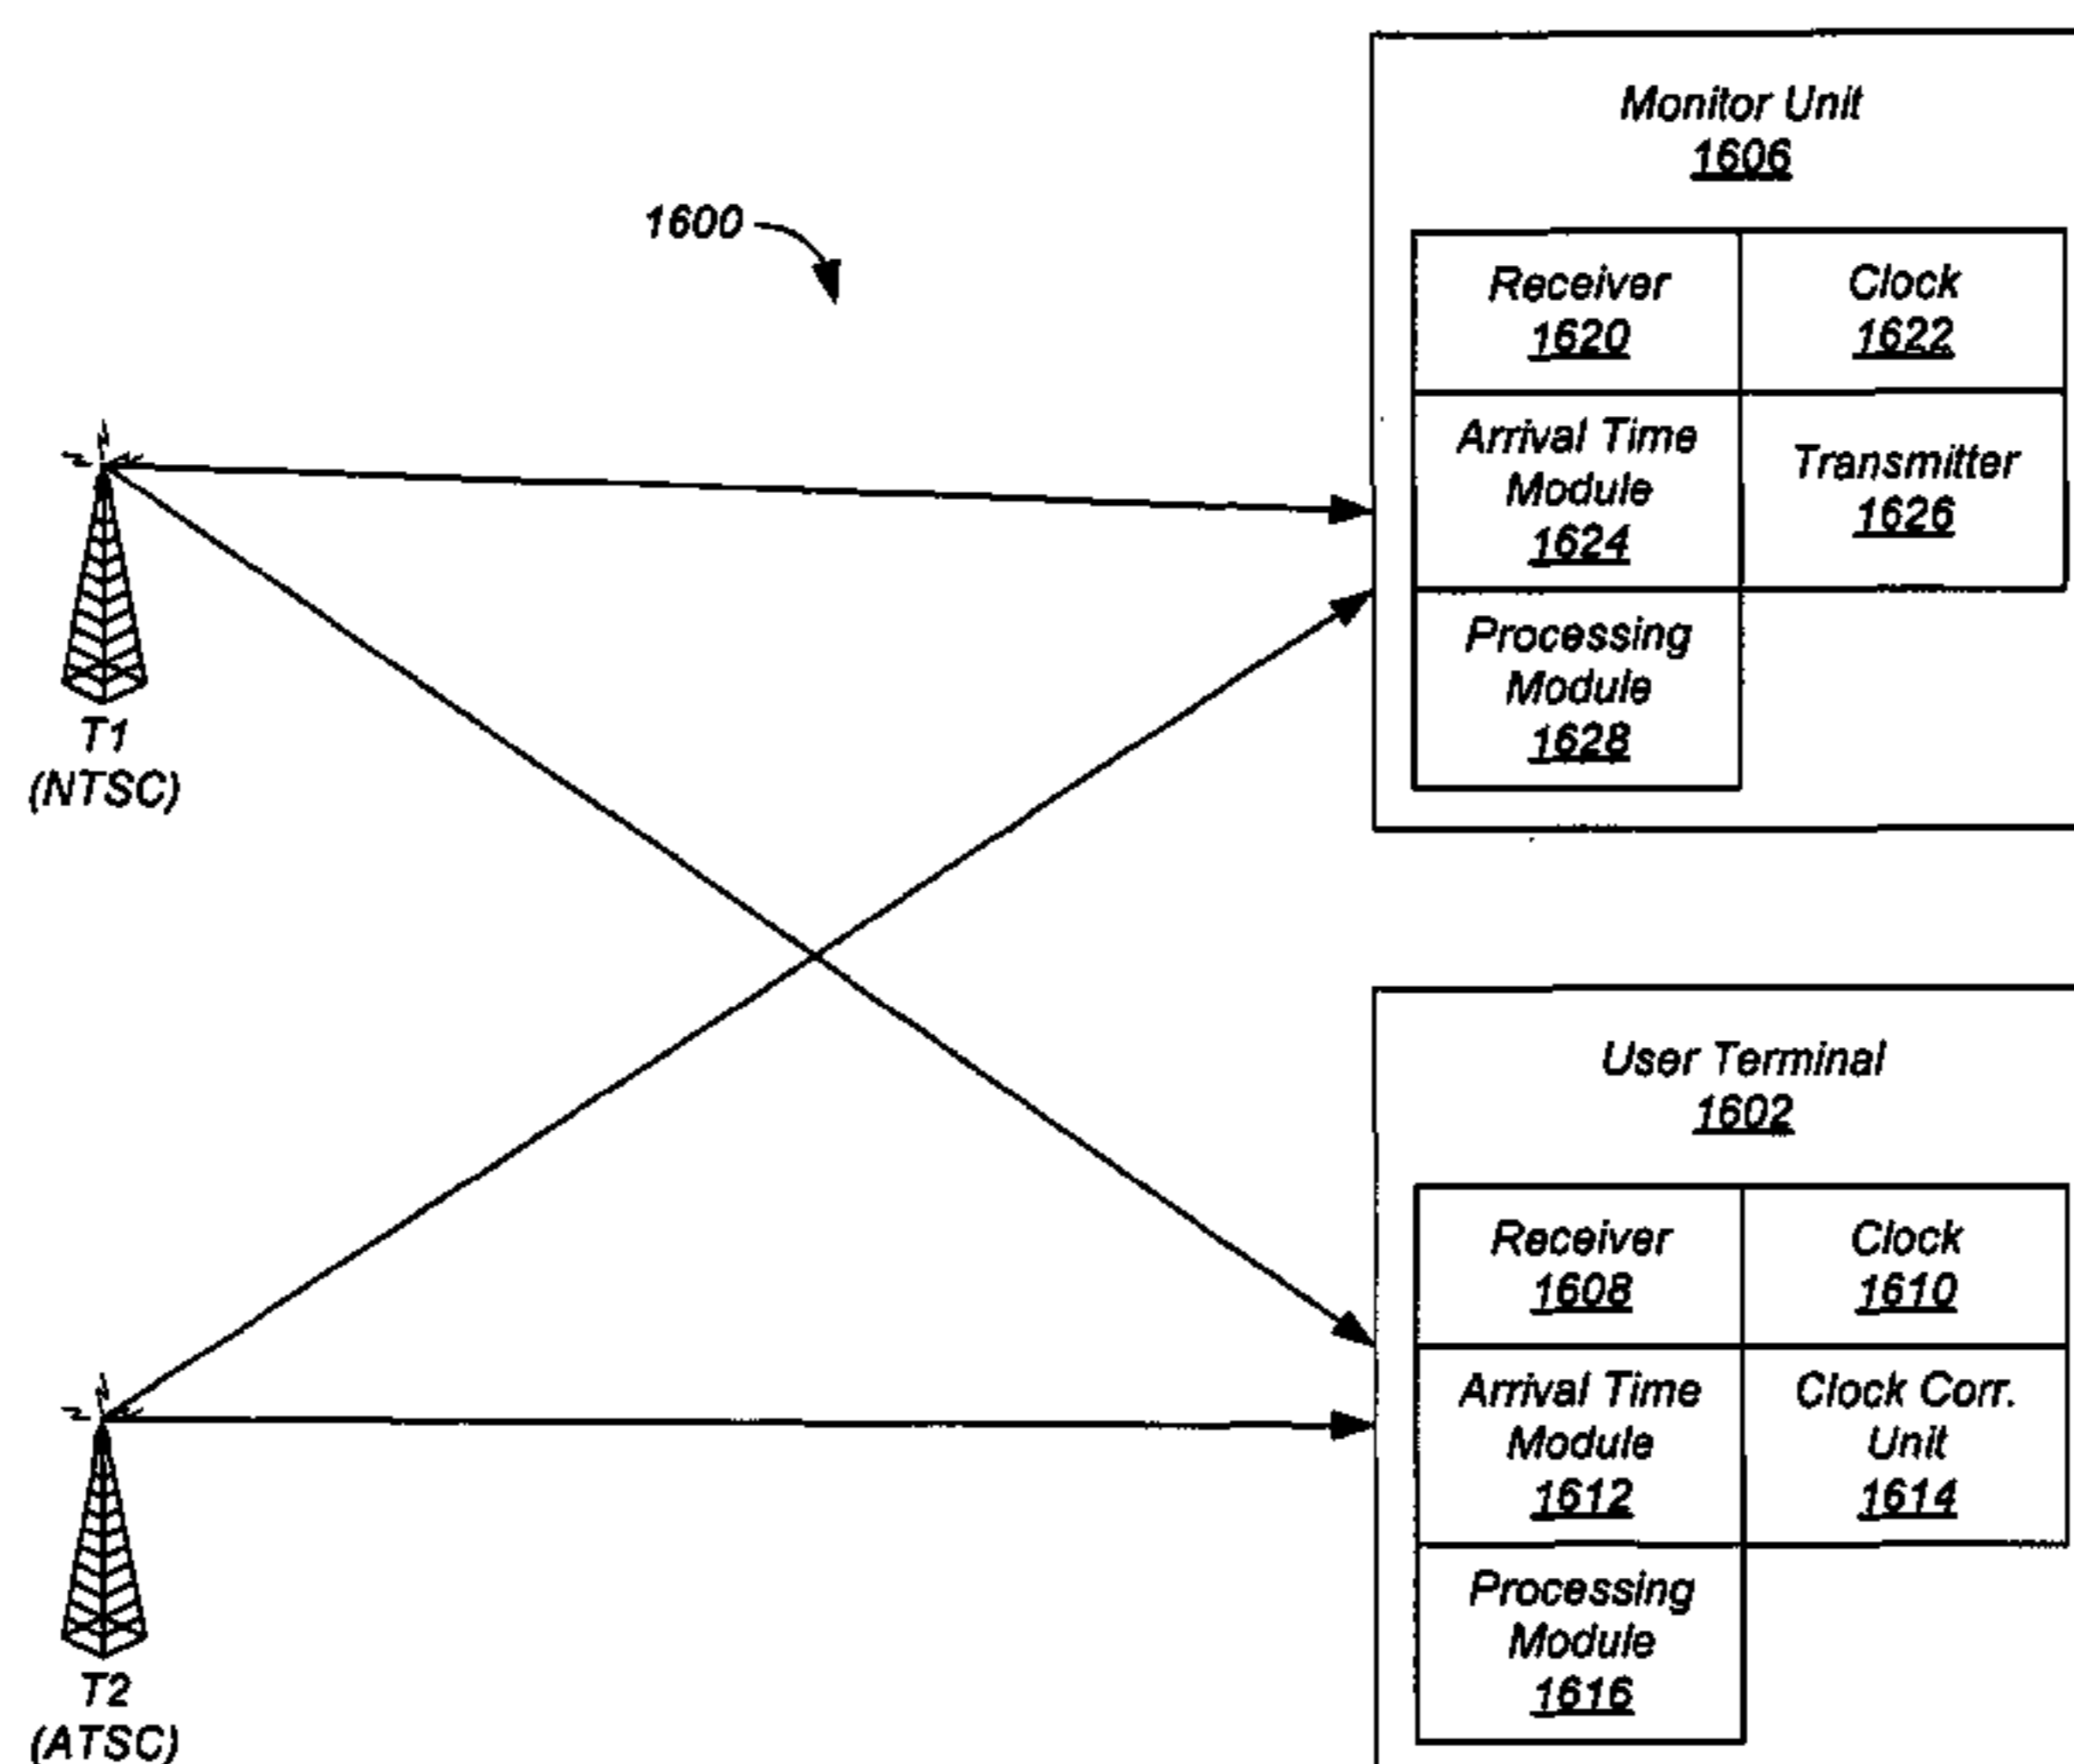 Monitor Unit
1606
1600
Receiver
1620
Clock
1622
Arrival Time
Module
1624
Transmitter
1626
Processing
Module
1628
T1
(NTSC)
User Terminal
1602
Receiver
1608
Clock
1610
Arrival Time
Module
1612
Clock Corr.
Unit
1614
Processing
Module
1616
T2
(ATSC)